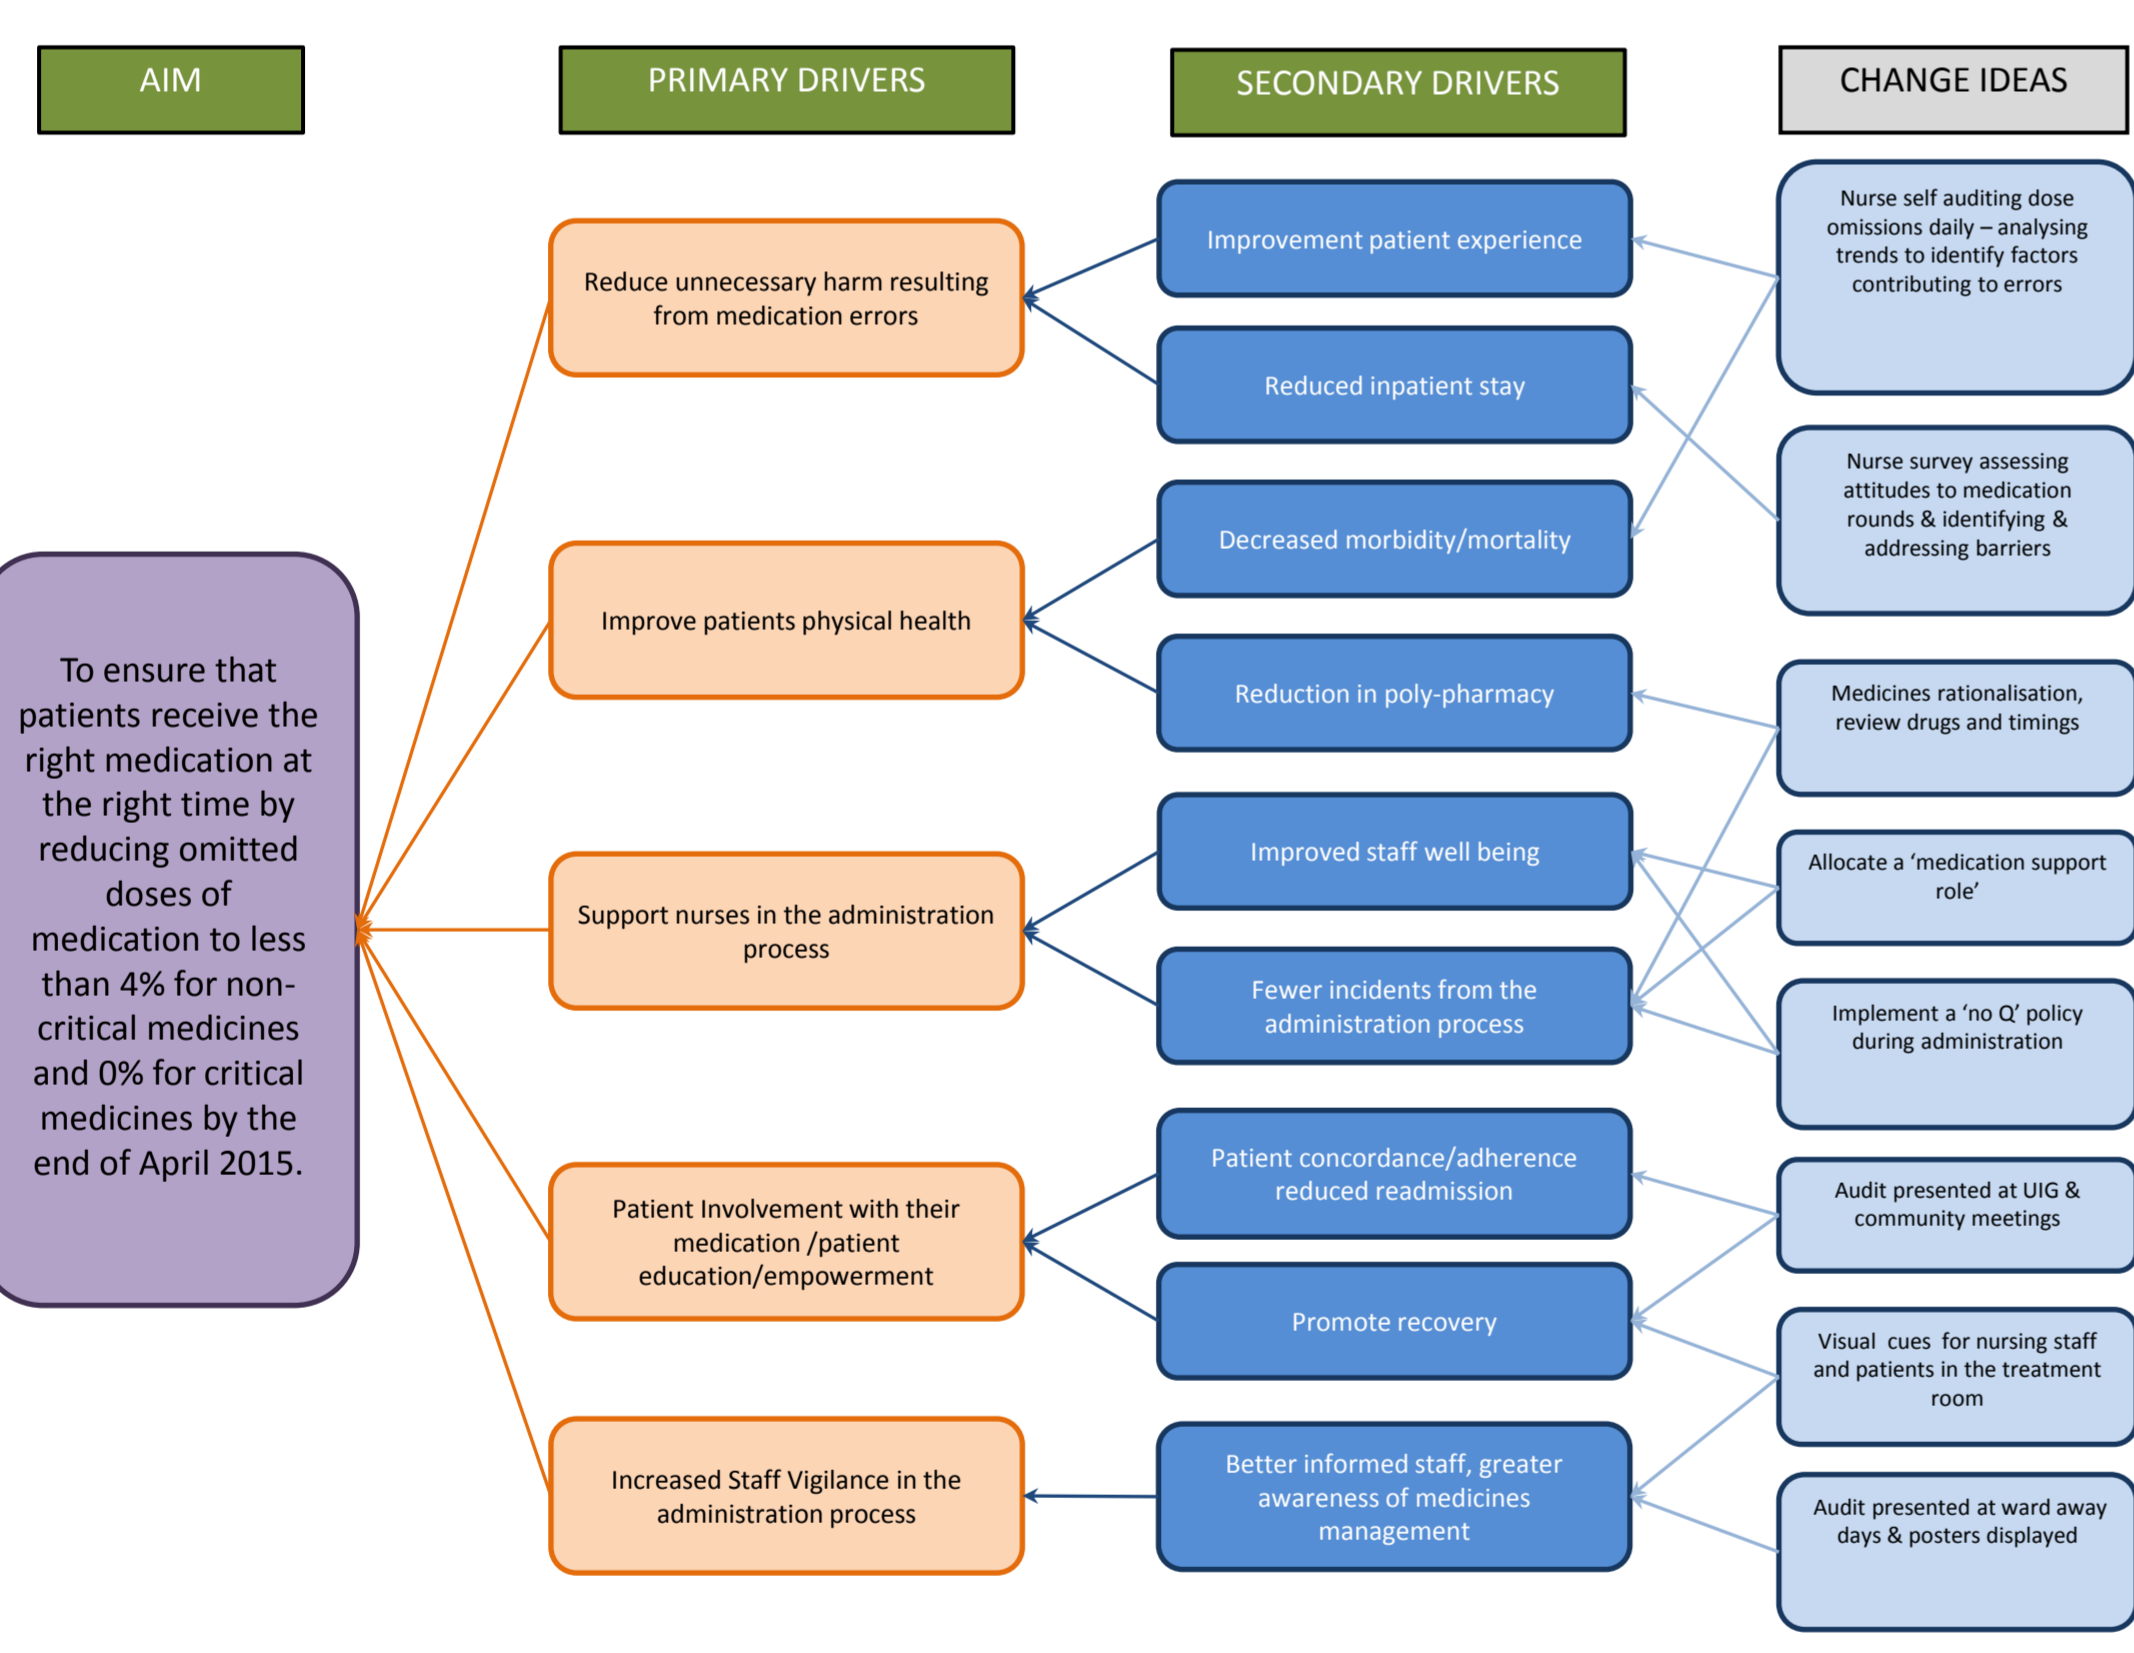 AIM
PRIMARY DRIVERS
SECONDARY DRIVERS
CHANGE IDEAS
To ensure that
patients receive the
right medication at
the right time by
reducing omitted
doses of
medication to less
than 4% for non-
critical medicines
and 0% for critical
medicines by the
end of April 2015.
Reduce unnecessary harm resulting
from medication errors
Improve patients physical health
Support nurses in the administration
process
Patient Involvement with their
medication /patient
education/empowerment
Increased Staff Vigilance in the
administration process
Improvement patient experience
Reduced inpatient stay
Decreased morbidity/mortality
Reduction in poly-pharmacy
Improved staff well being
Fewer incidents from the
administration process
Patient concordance/adherence
reduced readmission
Promote recovery
Better informed staff, greater
awareness of medicines
management
Nurse self auditing dose
omissions daily – analysing
trends to identify factors
contributing to errors
Nurse survey assessing
attitudes to medication
rounds & identifying &
addressing barriers
Medicines rationalisation,
review drugs and timings
Allocate a ‘medication support
role’
Implement a ‘no Q’ policy
during administration
Audit presented at UIG &
community meetings
Visual  cues  for nursing staff
and patients in the treatment
room
Audit presented at ward away
days & posters displayed